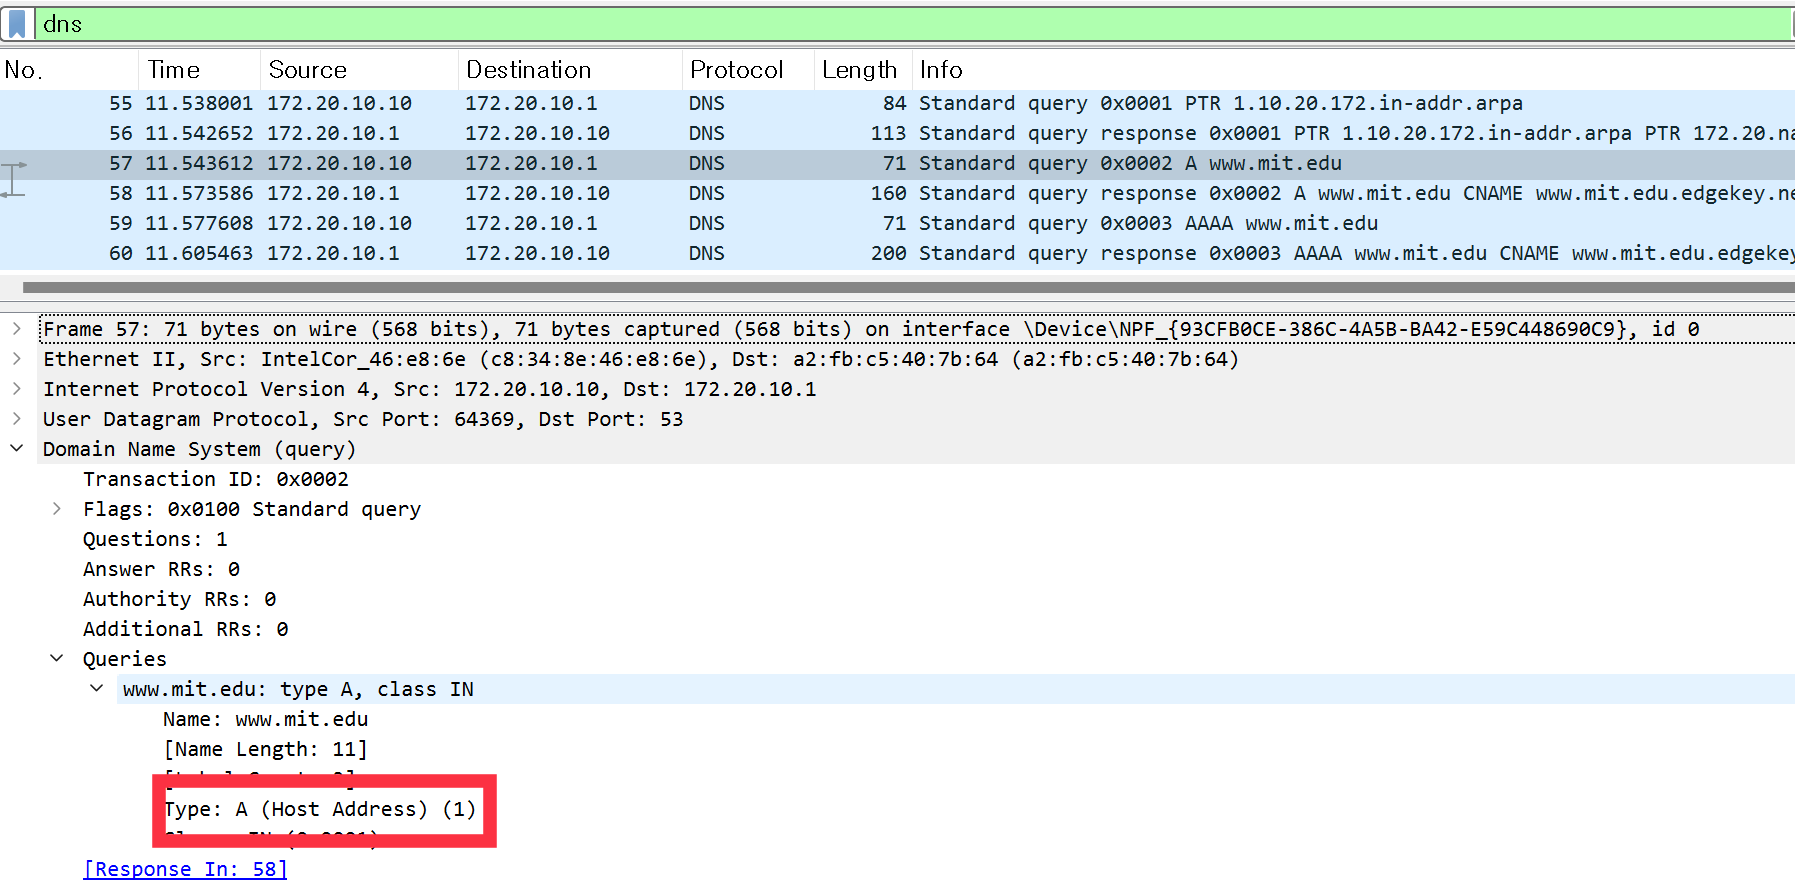 dns
No. Time Source Destination Protocol Length Info
55 11.538001 172.20.10.10 172.20.10.1 DNS 84 Standard query 0x0001 PTR 1.10.20.172.in-addr.arpa
56 11.542652 172.20.10.1 172.20.10.10 DNS 113 Standard query response 0x0001 PTR 1.10.20.172.in-addr.arpa PTR 172.20.na
57 11.543612 172.20.10.10 172.20.10.1 DNS 71 Standard query 0x0002 A www.mit.edu
58 11.573586 172.20.10.1 172.20.10.10 DNS 160 Standard query response 0x0002 A www.mit.edu CNAME www.mit.edu.edgekey.ne
59 11.577608 172.20.10.10 172.20.10.1 DNS 71 Standard query 0x0003 AAAA www.mit.edu
60 11.605463 172.20.10.1 172.20.10.10 DNS 200 Standard query response 0x0003 AAAA www.mit.edu CNAME www.mit.edu.edgekey
Frame 57: 71 bytes on wire (568 bits), 71 bytes captured (568 bits) on interface \Device\NPF_{93CFB0CE-386C-4A5B-BA42-E59C448690C9}, id 0
Ethernet II, Src: IntelCor_46:e8:6e (c8:34:8e:46:e8:6e), Dst: a2:fb:c5:40:7b:64 (a2:fb:c5:40:7b:64)
Internet Protocol Version 4, Src: 172.20.10.10, Dst: 172.20.10.1
User Datagram Protocol, Src Port: 64369, Dst Port: 53
Domain Name System (query)
Transaction ID: 0x0002
Flags: 0x0100 Standard query
Questions: 1
Answer RRs: 0
Authority RRs: 0
Additional RRs: 0
Queries
www.mit.edu: type A, class IN
Name: www.mit.edu
[Name Length: 11]
Type: A (Host Address) (1)
[Response In: 58]